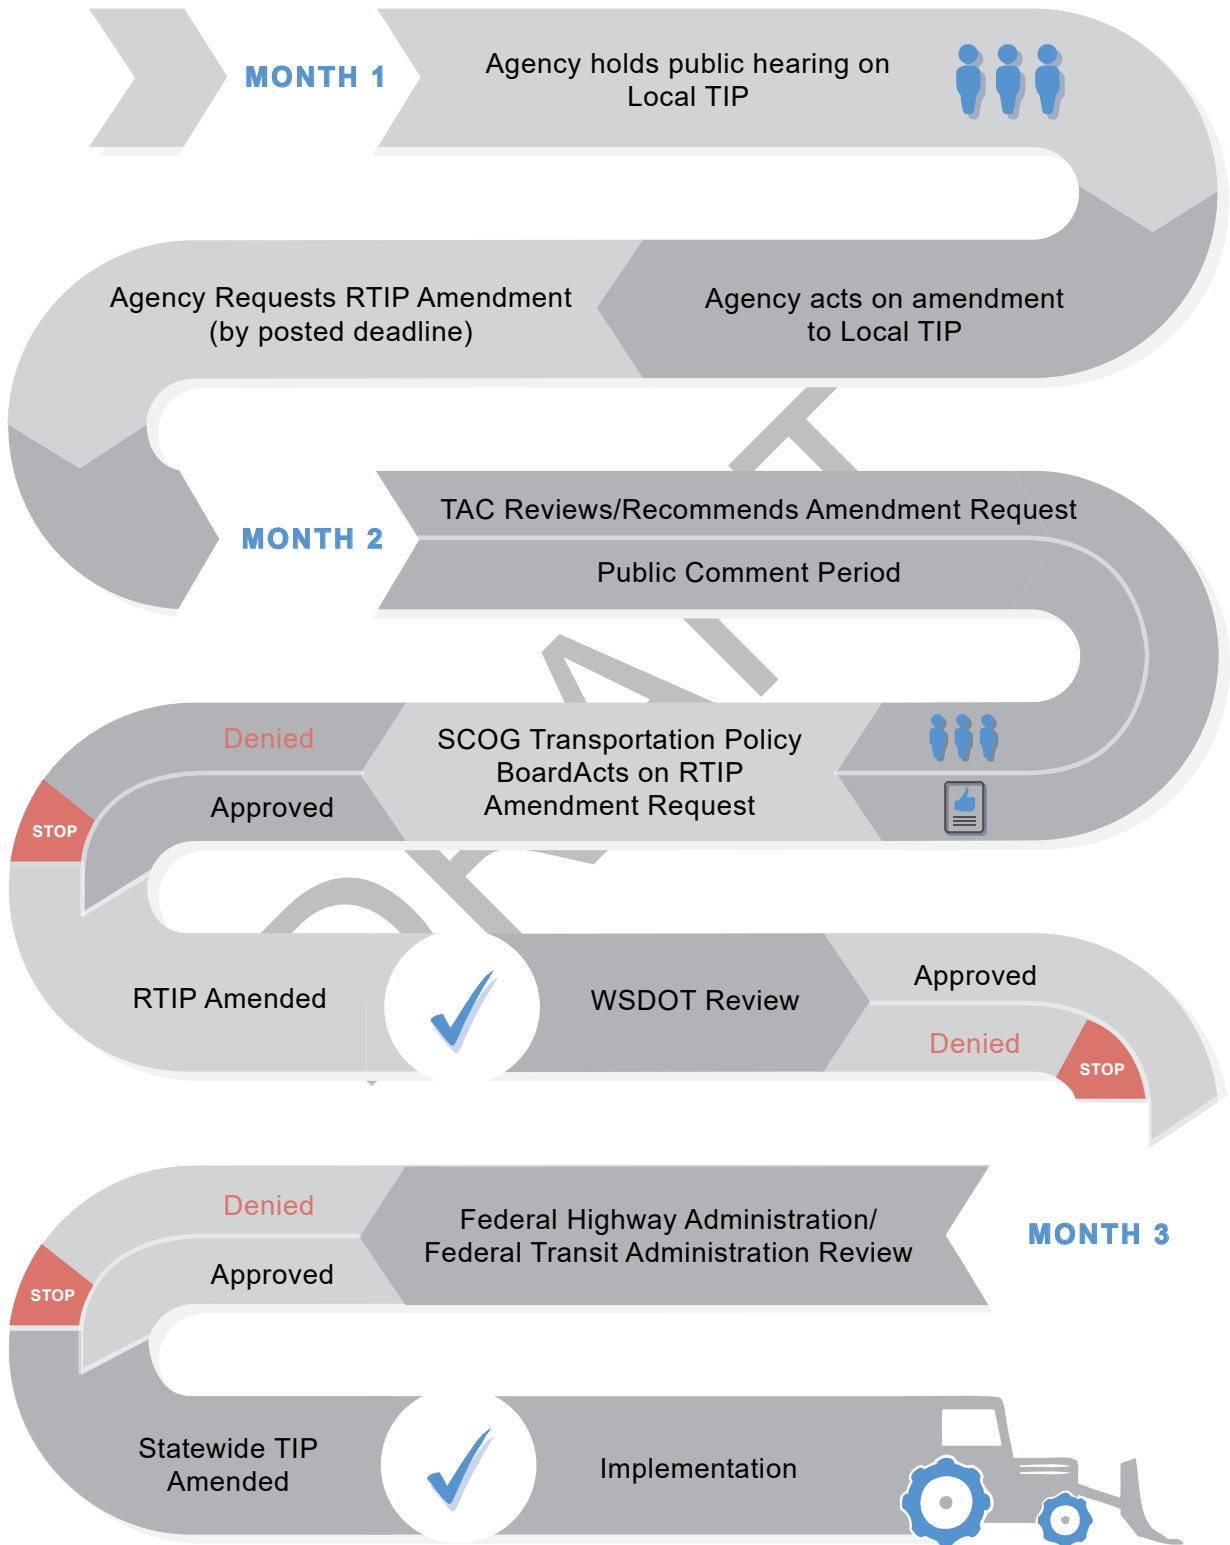 MONTH 1
Agency holds public hearing on
Local TIP
Agency acts on amendment
to Local TIP
Agency Requests RTIP Amendment
(by posted deadline)
MONTH 2
TAC Reviews/Recommends Amendment Request
Public Comment Period
SCOG Transportation Policy
BoardActs on RTIP
Amendment Request
Denied
Approved
STOP
RTIP Amended
WSDOT Review
Approved
Denied
STOP
MONTH 3
Federal Highway Administration/
Federal Transit Administration Review
Denied
Approved
STOP
Statewide TIP
Amended
Implementation
DRAFT